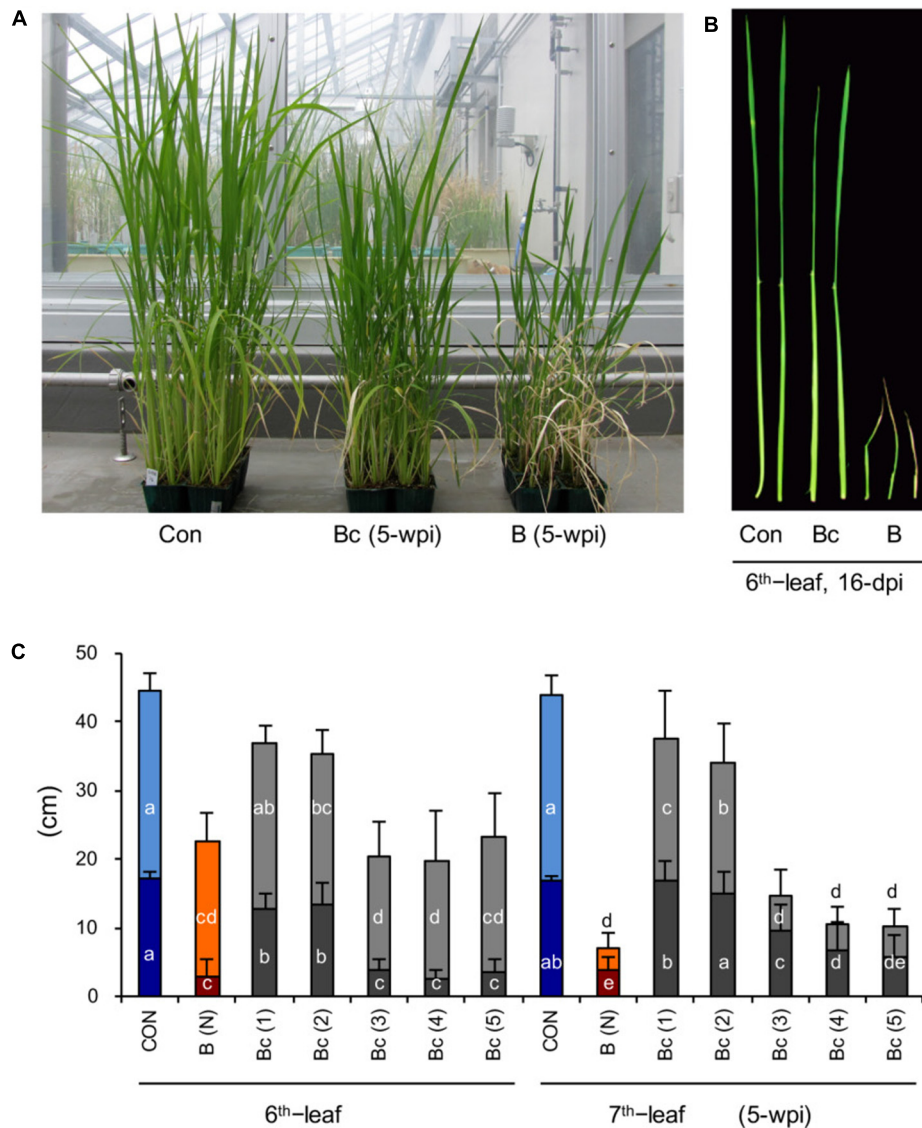 A
B
Con Bc (5-wpi) B (5-wpi)
Con Bc B
6th-leaf, 16-dpi
C
(cm)
50
40
30
20
10
0
a cd ab bc d d cd a d c b d d d
a c b b c c c ab e b a c d de
CON B (N) Bc (1) Bc (2) Bc (3) Bc (4) Bc (5) CON B (N) Bc (1) Bc (2) Bc (3) Bc (4) Bc (5)
6th-leaf 7th-leaf (5-wpi)